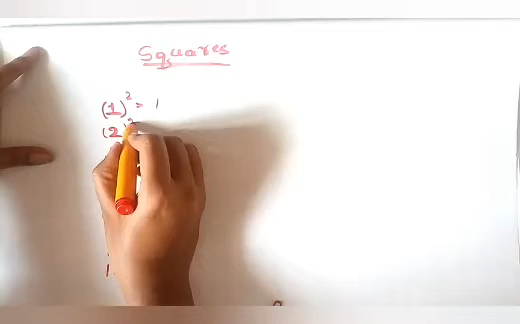 Squares
(1)² = 1
(2)²